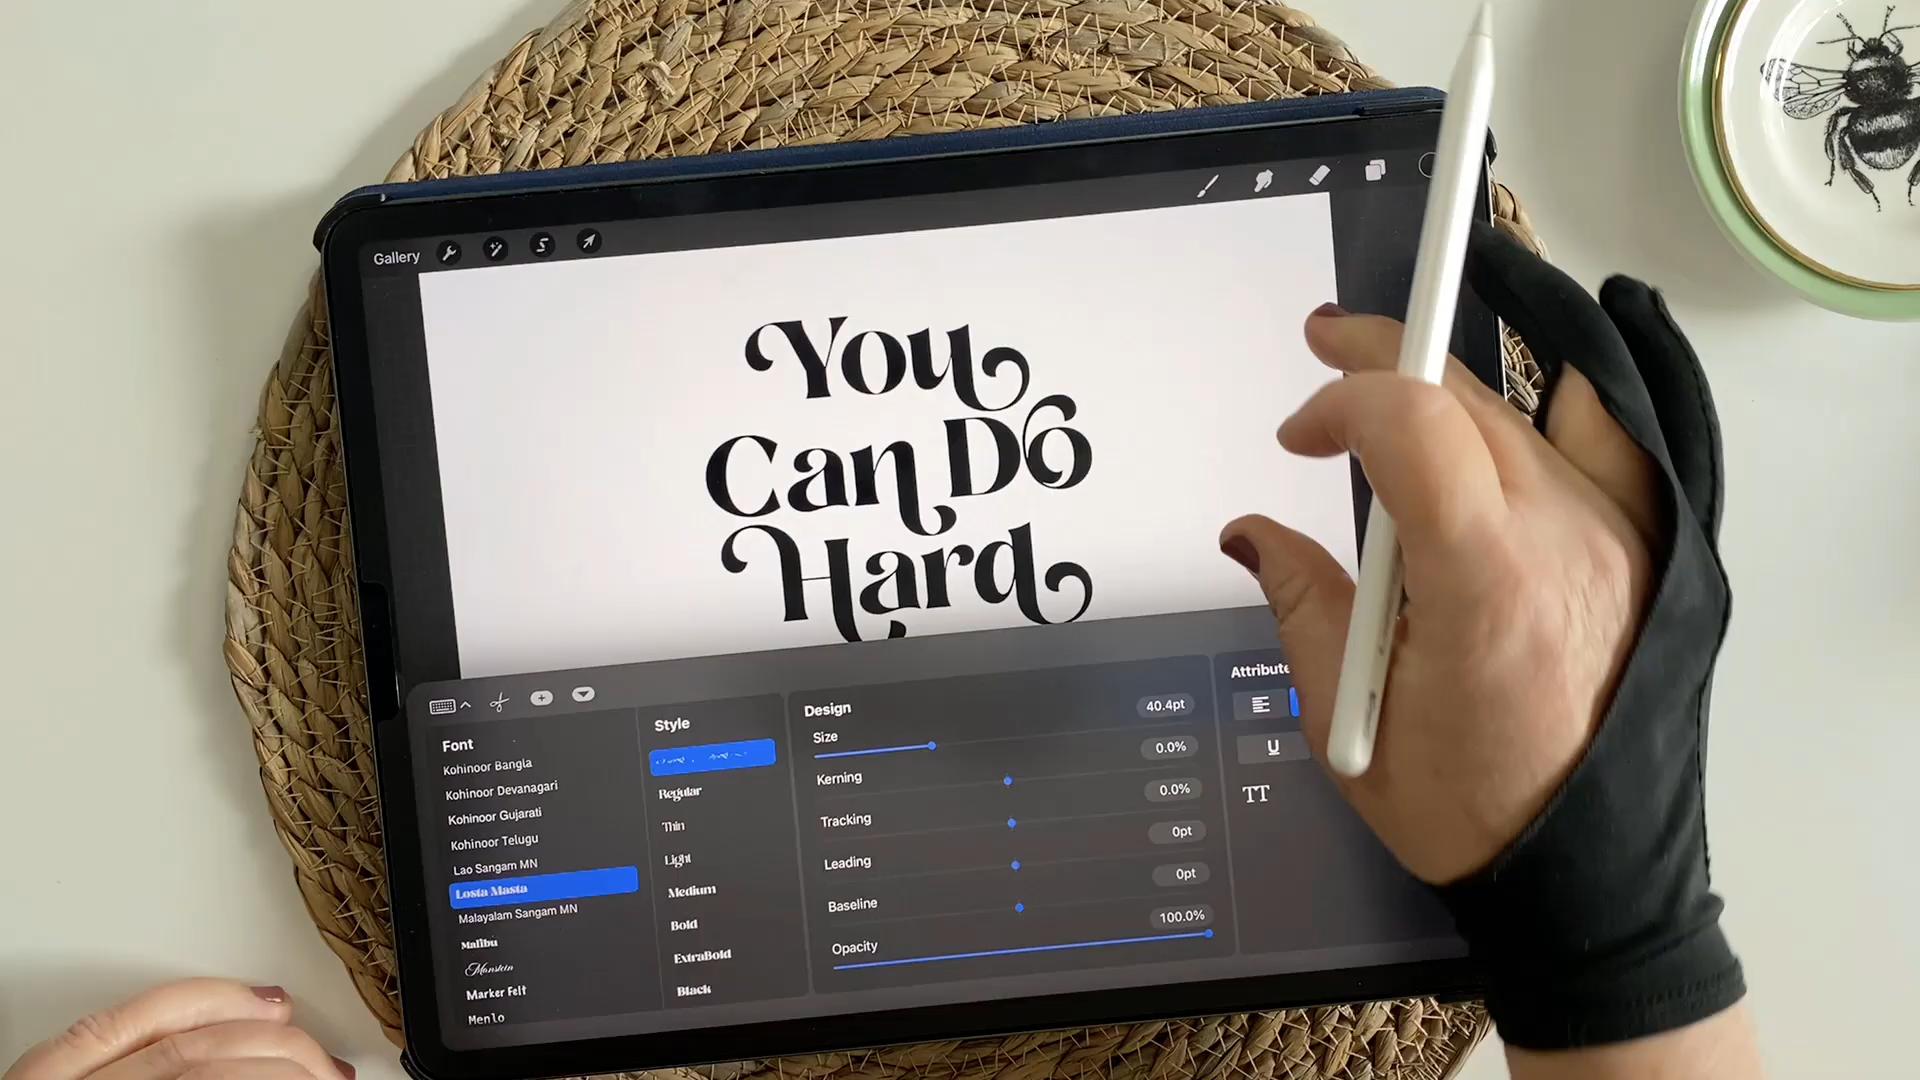 Gallery
You
Can Do
Hard
Font
Kohinoor Bangla
Kohinoor Devanagari
Kohinoor Gujarati
Kohinoor Telugu
Lao Sangam MN
Losta Masta
Malayalam Sangam MN
Malibu
Manstein
Marker Felt
Menlo
Style
Regular
Thin
Light
Medium
Bold
ExtraBold
Black
Design
Size 40.4pt
Kerning 0.0%
Tracking 0.0%
Leading 0pt
Baseline 0pt
Opacity 100.0%
Attribute
U
TT